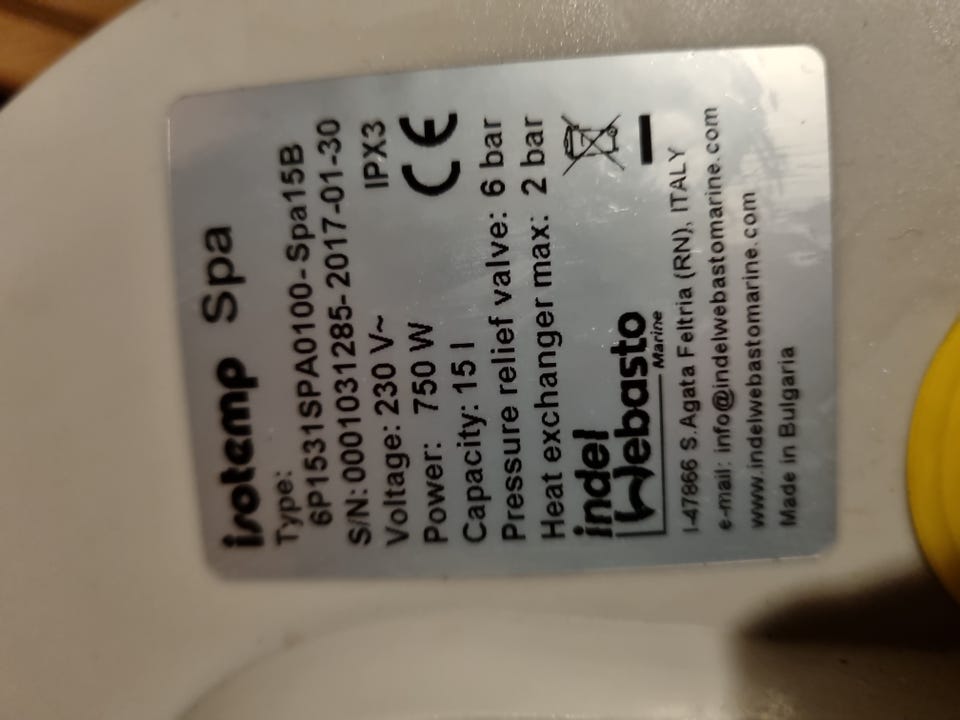 isotemp Spa
Type:
6P1531SPA0100-Spa15B
S/N:0001031285-2017-01-30
Voltage: 230 V~ IPX3
Power: 750 W CE
Capacity: 15 l
Pressure relief valve: 6 bar
Heat exchanger max: 2 bar
indel
Webasto
Marine
I-47866 S.Agata Feltria (RN), ITALY
e-mail: info@indelwebastomarine.com
www.indelwebastomarine.com
Made in Bulgaria